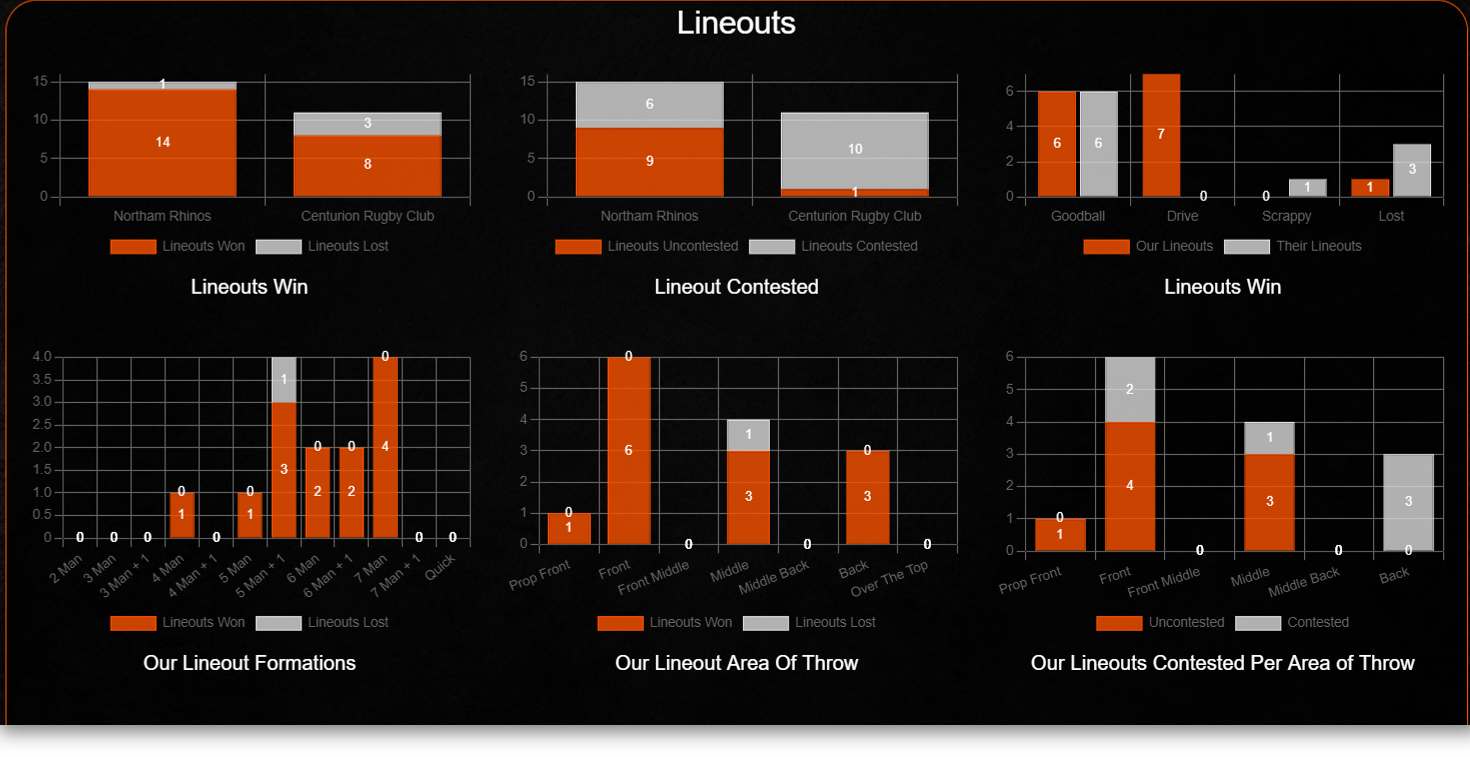 Lineouts
15
10
5
0
1
14
3
8
Northam Rhinos
Centurion Rugby Club
Lineouts Won
Lineouts Lost
Lineouts Win
15
10
5
0
6
9
10
1
Northam Rhinos
Centurion Rugby Club
Lineouts Uncontested
Lineouts Contested
Lineout Contested
6
4
2
0
6
6
7
0
0
1
1
3
Goodball
Drive
Scrappy
Lost
Our Lineouts
Their Lineouts
Lineouts Win
4.0
3.5
3.0
2.5
2.0
1.5
1.0
0.5
0
0
0
0
0
1
0
0
1
1
3
0
2
0
2
0
4
0
0
2 Man
3 Man
3 Man + 1
4 Man
4 Man + 1
5 Man
5 Man + 1
6 Man
6 Man + 1
7 Man
7 Man + 1
Quick
Lineouts Won
Lineouts Lost
Our Lineout Formations
6
5
4
3
2
1
0
0
1
0
6
0
1
3
0
0
3
0
Prop Front
Front
Front Middle
Middle
Middle Back
Back
Over The Top
Lineouts Won
Lineouts Lost
Our Lineout Area Of Throw
6
5
4
3
2
1
0
0
1
2
4
0
1
3
0
3
0
Prop Front
Front
Front Middle
Middle
Middle Back
Back
Uncontested
Contested
Our Lineouts Contested Per Area of Throw